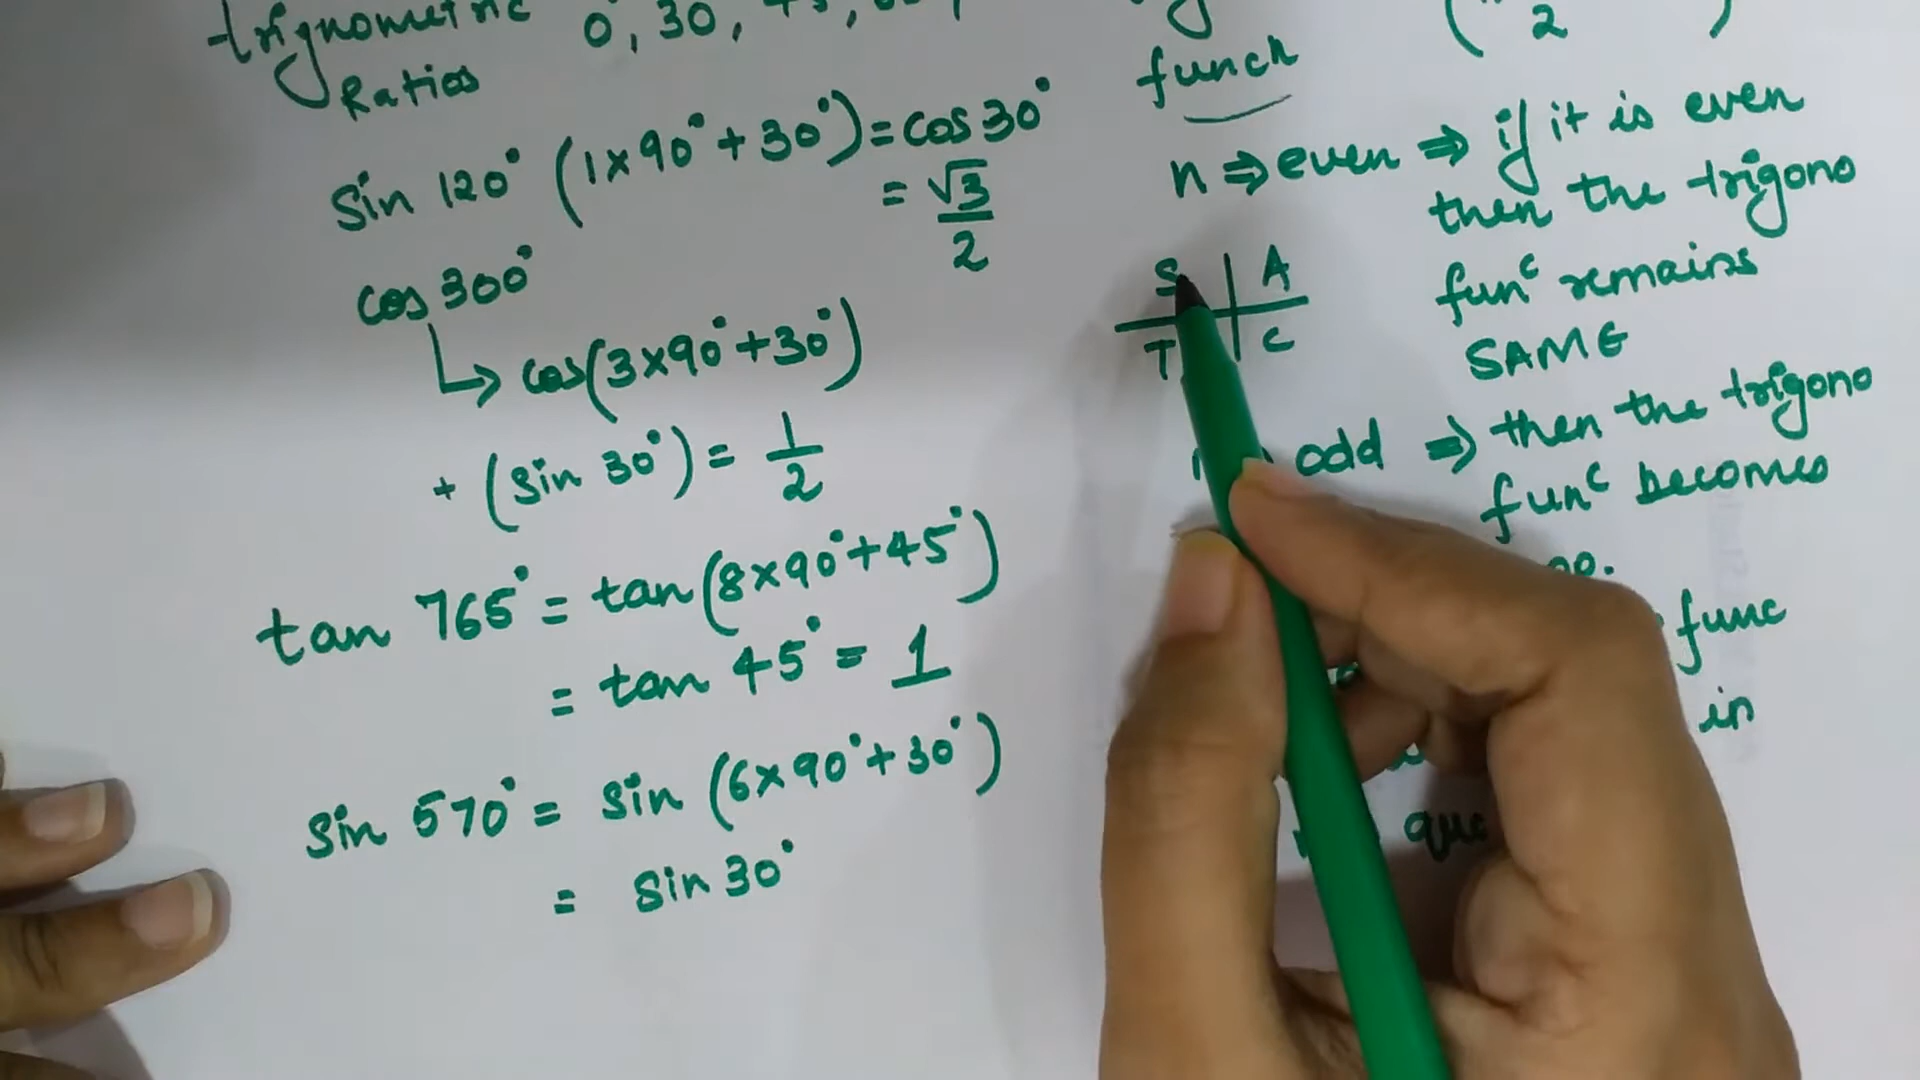 trignometric 0°, 30,
Ratios
sin 120° (1×90°+30°)=cos30°
= √3/2
cos 300°
↳ cos(3×90°+30°)
+ (sin 30°) = 1/2
tan 765° = tan(8×90°+45°)
= tan 45° = 1
sin 570° = sin (6×90°+30°)
= sin 30°
( 2 )
funcn
n ⇒ even ⇒ if it is even
then the trigono
func remains
SAME
S A
T C
odd ⇒ then the trigono
func becomes
func
in